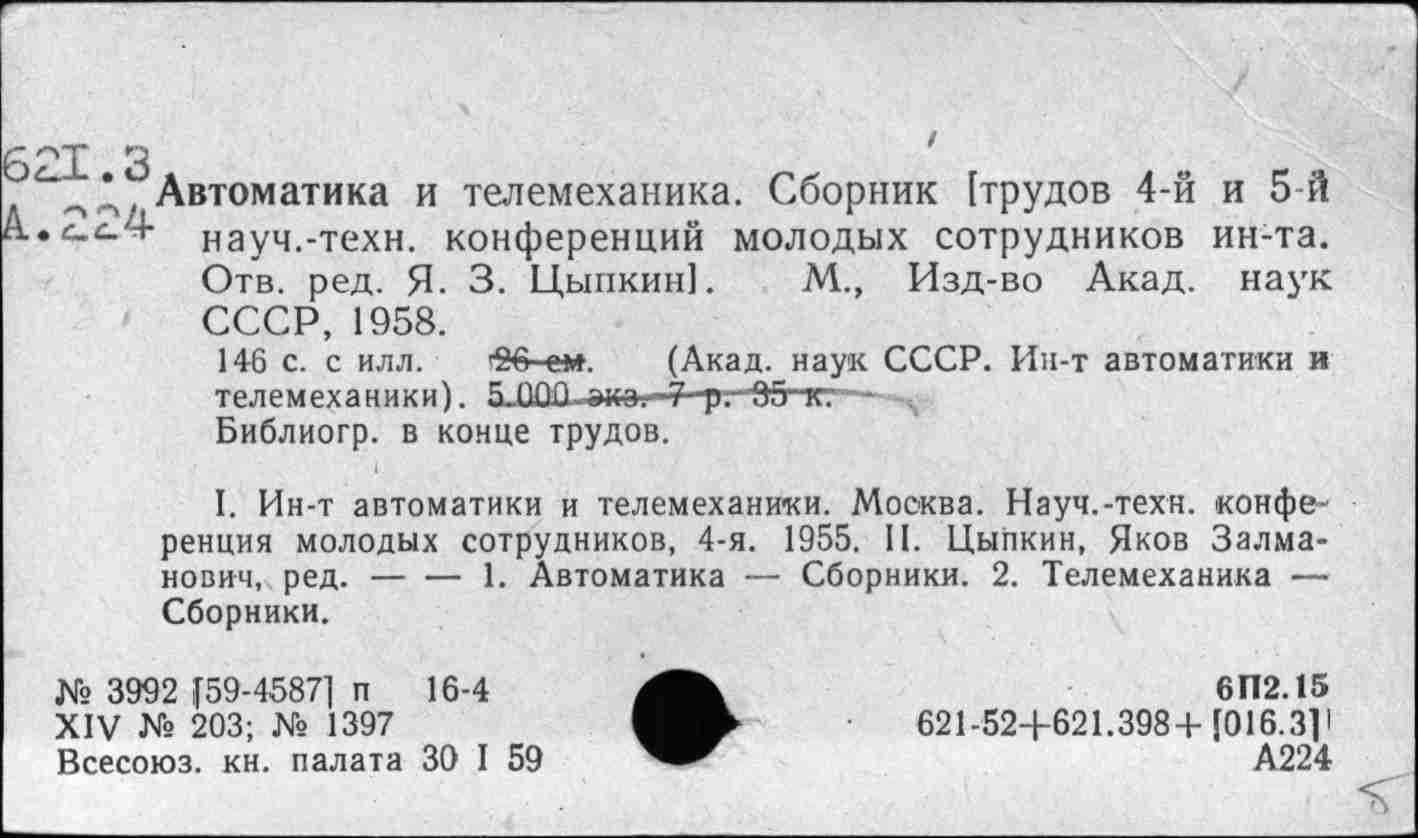 621.3
А.224
Автоматика и телемеханика. Сборник [трудов 4-й и 5-й
науч.-техн. конференций молодых сотрудников ин-та.
Отв. ред. Я. З. Цыпкин]. М., Изд-во Акад. наук
СССР, 1958.
146 с. с илл. 26 см. (Акад. наук СССР. Ин-т автоматики и
телемеханики). 5.000 экз. 7 р. 35 к.
Библиогр. в конце трудов.
I. Ин-т автоматики и телемеханики. Москва. Науч.-техн. конфе-
ренция молодых сотрудников, 4-я. 1955. II. Цыпкин, Яков Залма-
нович, ред. — — 1. Автоматика — Сборники. 2. Телемеханика —
Сборники.
№ 3992 [59-4587] п 16-4
XIV № 203; № 1397
Всесоюз. кн. палата 30 I 59
6П2.15
621-52+621.398+[016.3]
А224